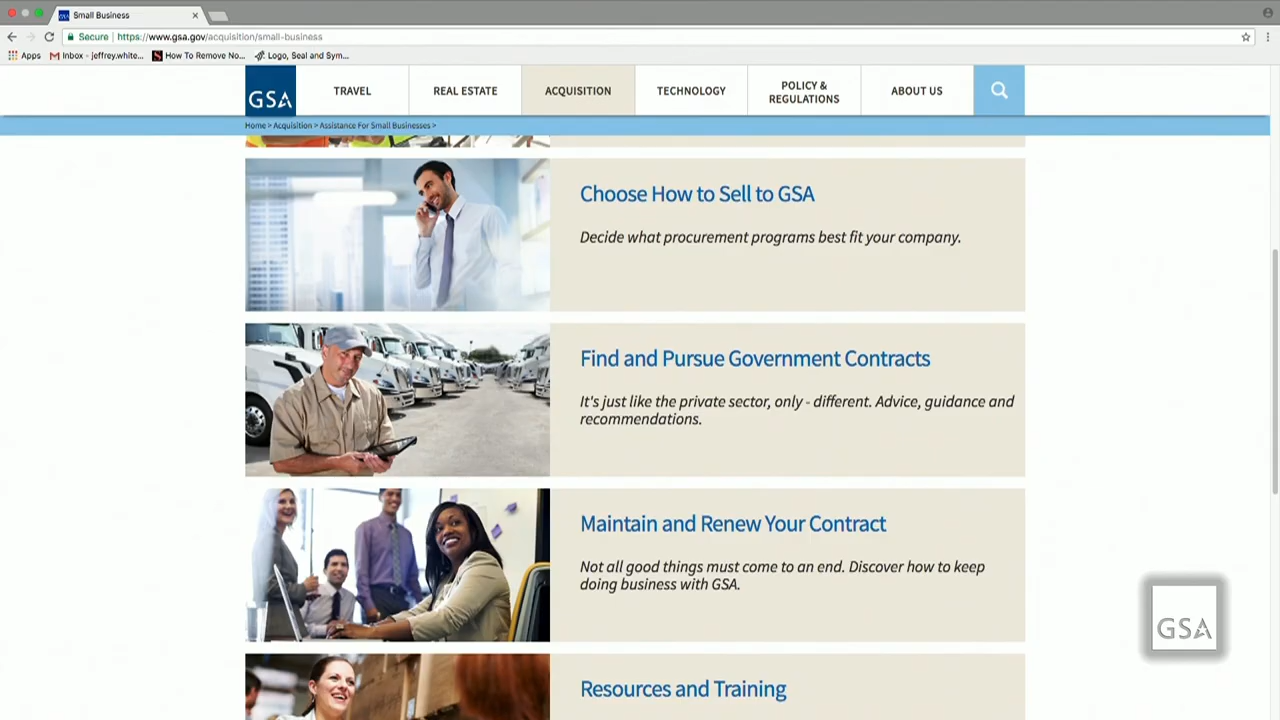 Small Business
Secure
https://www.gsa.gov/acquisition/small-business
Apps
Inbox - jeffrey.white...
How To Remove No...
Logo, Seal and Sym...
GSA
TRAVEL
REAL ESTATE
ACQUISITION
TECHNOLOGY
POLICY &
REGULATIONS
ABOUT US
Home > Acquisition > Assistance For Small Businesses >
Choose How to Sell to GSA
Decide what procurement programs best fit your company.
Find and Pursue Government Contracts
It's just like the private sector, only - different. Advice, guidance and
recommendations.
Maintain and Renew Your Contract
Not all good things must come to an end. Discover how to keep
doing business with GSA.
GSA
Resources and Training